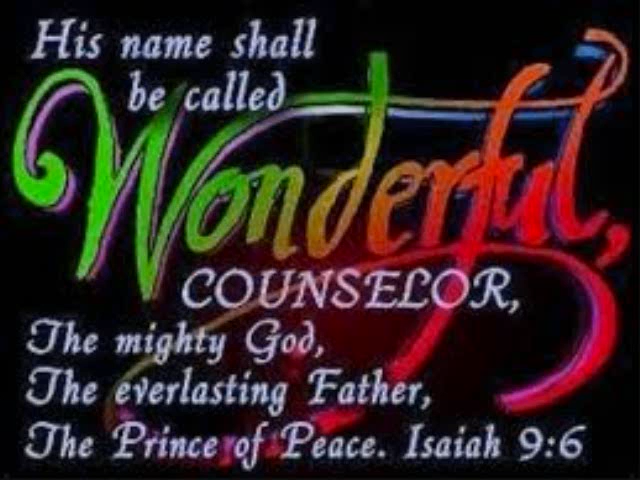 His name shall
be called
Wonderful,
COUNSELOR,
The mighty God,
The everlasting Father,
The Prince of Peace. Isaiah 9:6